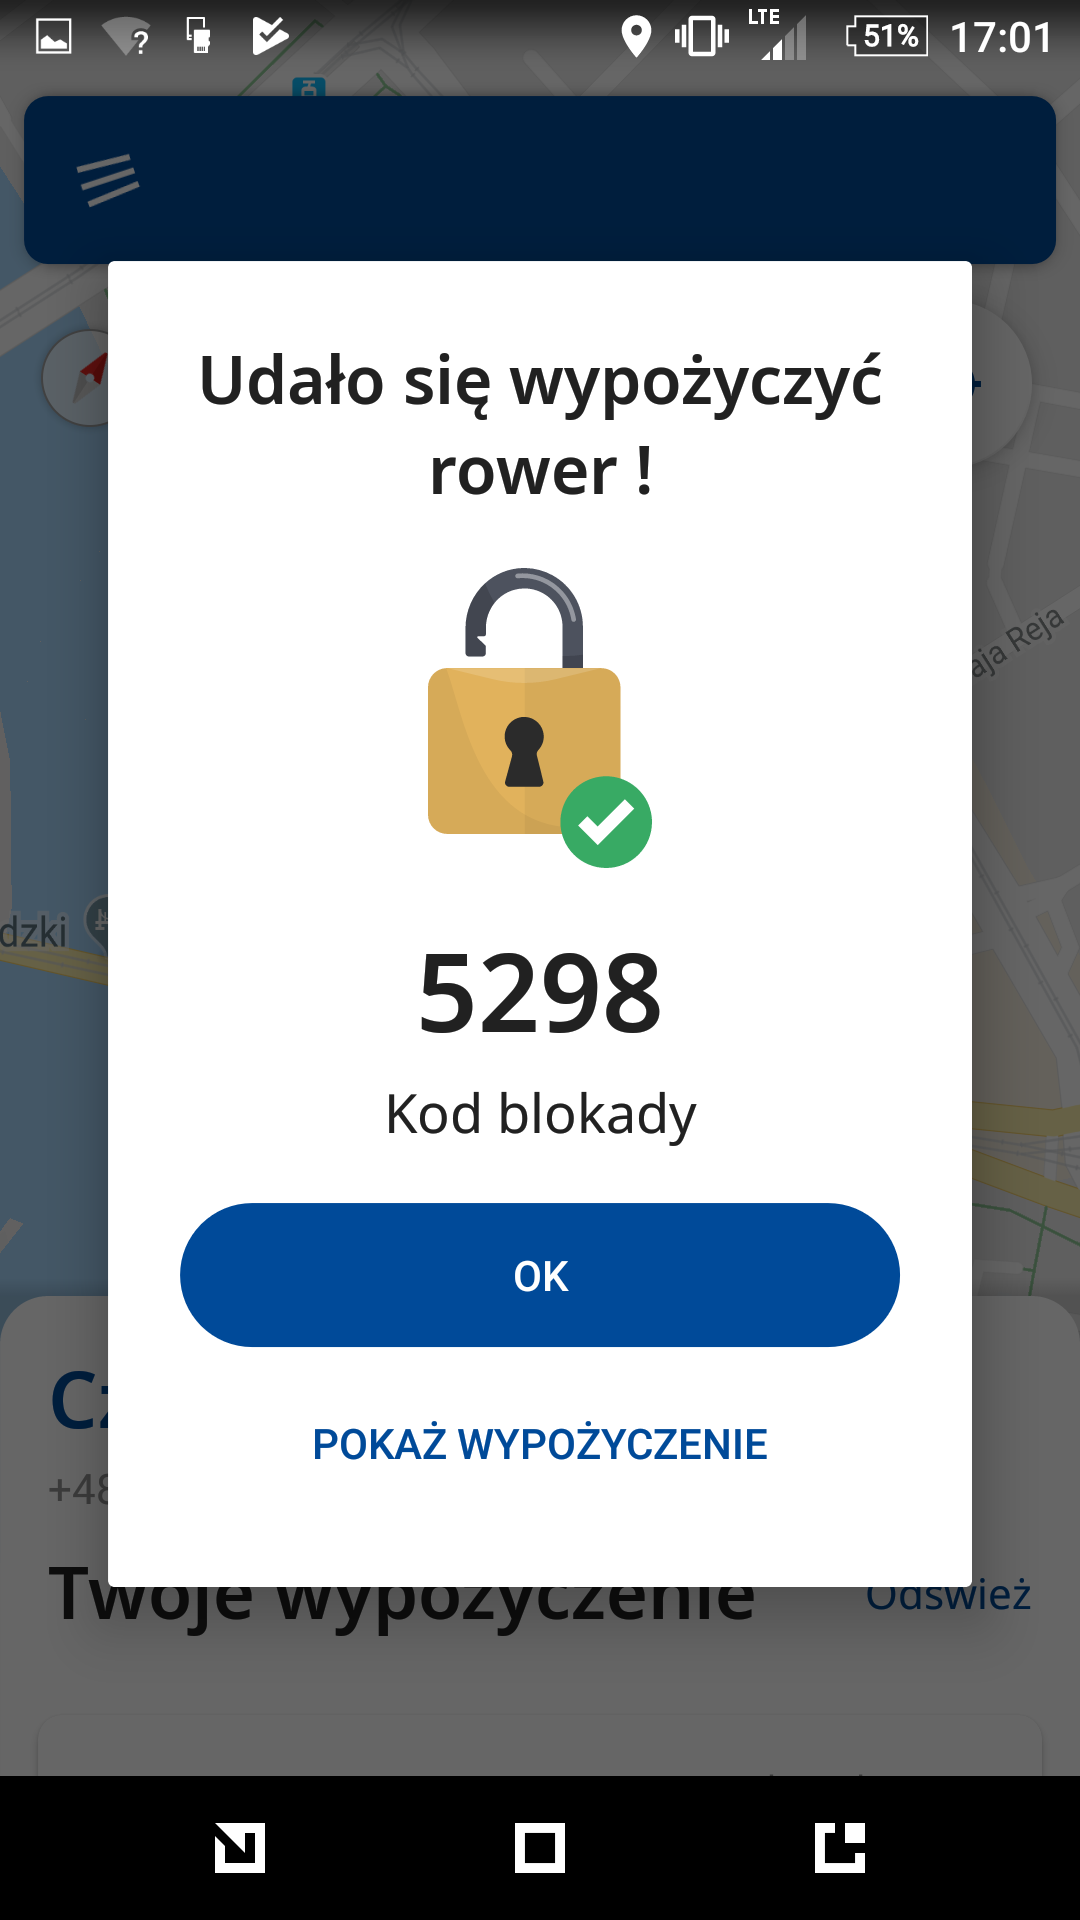 LTE 51% 17:01
Udało się wypożyczyć
rower !
aja Reja
dzki
5298
Kod blokady
OK
POKAŻ WYPOŻYCZENIE
+48
Twoje wypożyczenie Odśwież